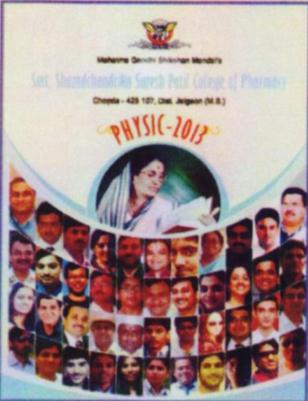 Mahatma Gandhi Shikshan Mandal's
Smt. Sharadchandrika Suresh Patil College of Pharmacy
Chopda - 425 107, Dist. Jalgaon (M.S.)
PHYSIC-2013